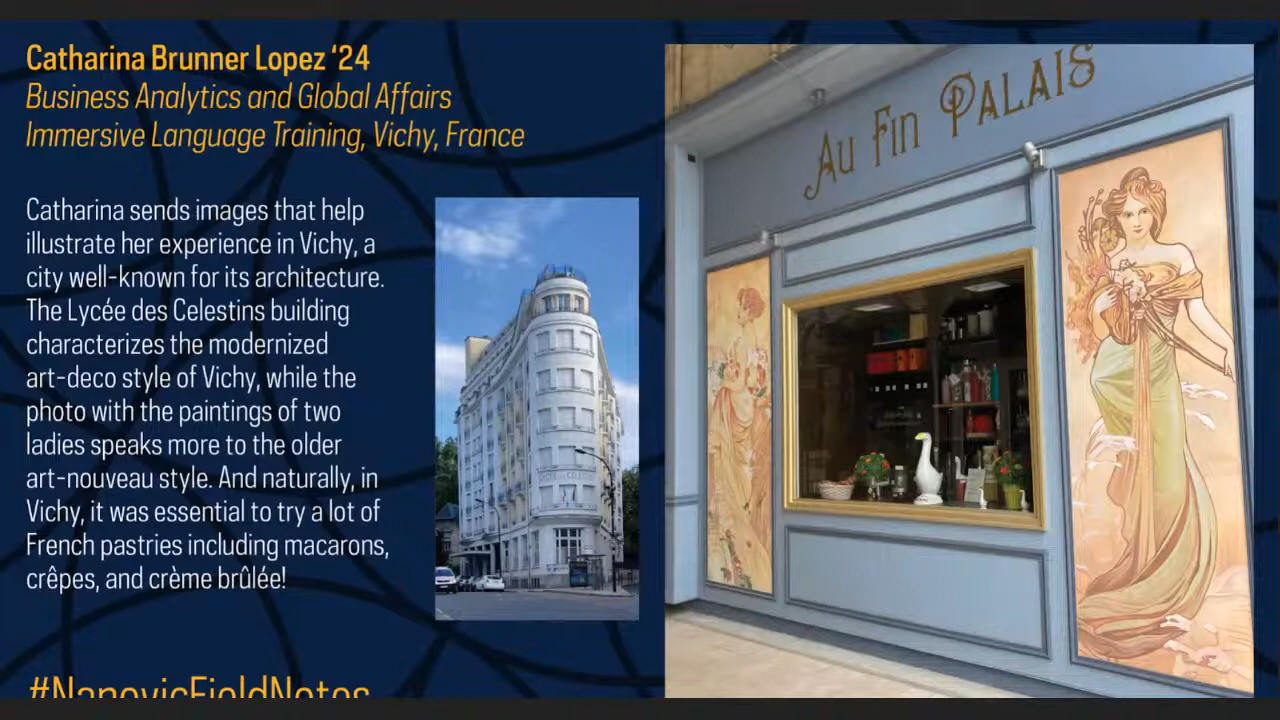 Catharina Brunner Lopez ‘24
Business Analytics and Global Affairs
Immersive Language Training, Vichy, France
Catharina sends images that help
illustrate her experience in Vichy, a
city well-known for its architecture.
The Lycée des Celestins building
characterizes the modernized
art-deco style of Vichy, while the
photo with the paintings of two
ladies speaks more to the older
art-nouveau style. And naturally, in
Vichy, it was essential to try a lot of
French pastries including macarons,
crêpes, and crème brûlée!
#NanovicFieldNotes
Au Fin Palais